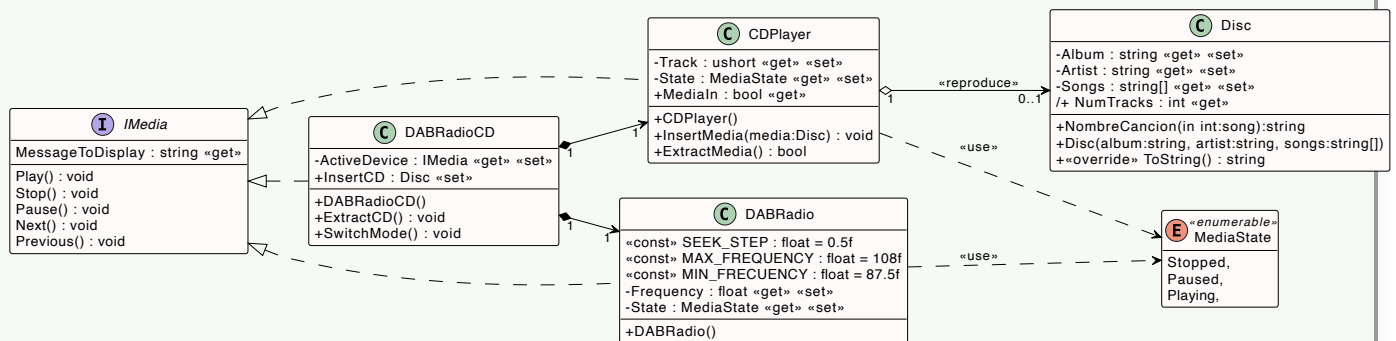 I IMedia
MessageToDisplay : string «get»
Play() : void
Stop() : void
Pause() : void
Next() : void
Previous() : void
C DABRadioCD
-ActiveDevice : IMedia «get» «set»
+InsertCD : Disc «set»
+DABRadioCD()
+ExtractCD() : void
+SwitchMode() : void
1
1
1
1
C CDPlayer
-Track : ushort «get» «set»
-State : MediaState «get» «set»
+MediaIn : bool «get»
+CDPlayer()
+InsertMedia(media:Disc) : void
+ExtractMedia() : bool
1
«reproduce»
0..1
C DABRadio
«const» SEEK_STEP : float = 0.5f
«const» MAX_FREQUENCY : float = 108f
«const» MIN_FRECUENCY : float = 87.5f
-Frequency : float «get» «set»
-State : MediaState «get» «set»
+DABRadio()
«use»
«use»
C Disc
-Album : string «get» «set»
-Artist : string «get» «set»
-Songs : string[] «get» «set»
/+ NumTracks : int «get»
+NombreCancion(in int:song):string
+Disc(album:string, artist:string, songs:string[])
+«override» ToString() : string
E «enumerable»
MediaState
Stopped,
Paused,
Playing,